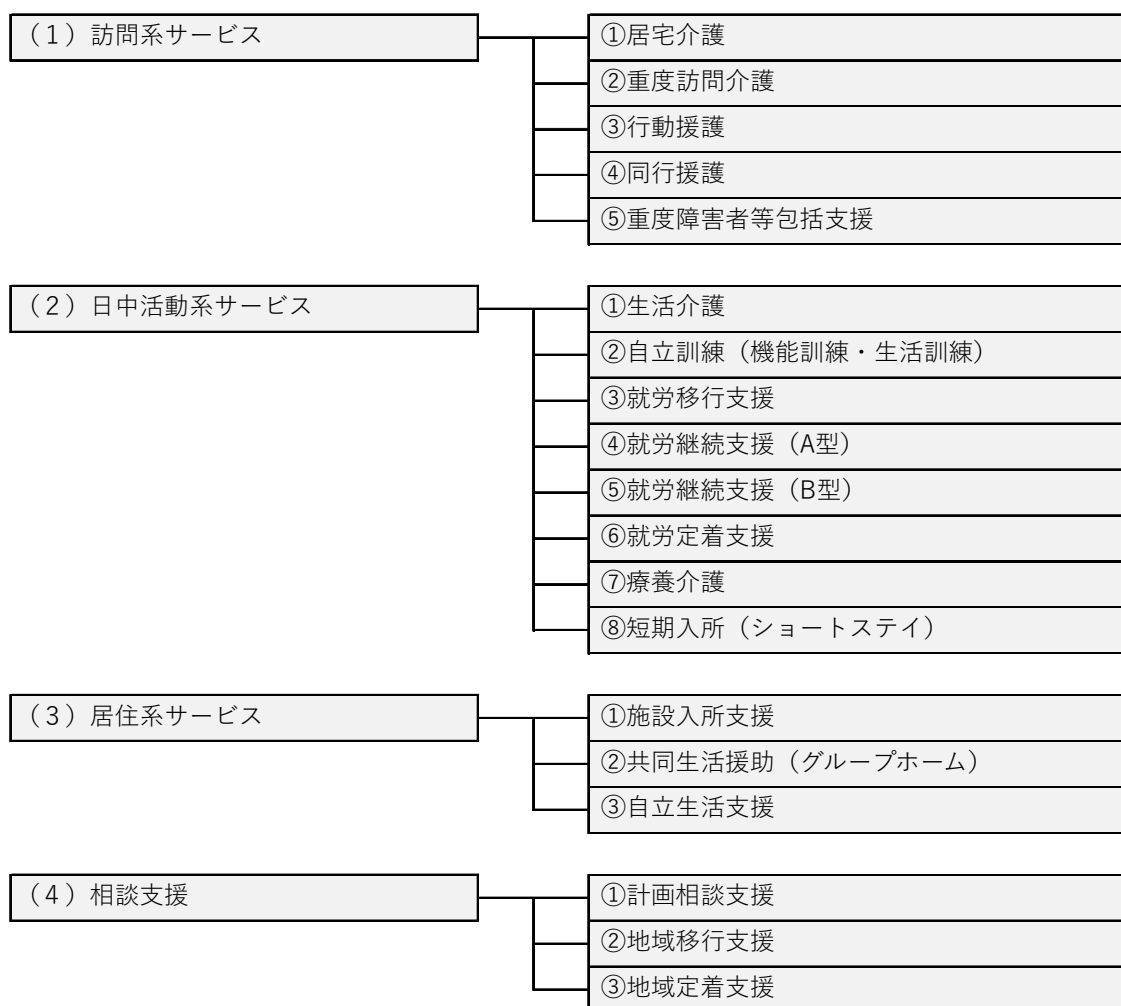 （1）訪問系サービス
①居宅介護
②重度訪問介護
③行動援護
④同行援護
⑤重度障害者等包括支援
（2）日中活動系サービス
①生活介護
②自立訓練（機能訓練・生活訓練）
③就労移行支援
④就労継続支援（A型）
⑤就労継続支援（B型）
⑥就労定着支援
⑦療養介護
⑧短期入所（ショートステイ）
（3）居住系サービス
①施設入所支援
②共同生活援助（グループホーム）
③自立生活支援
（4）相談支援
①計画相談支援
②地域移行支援
③地域定着支援